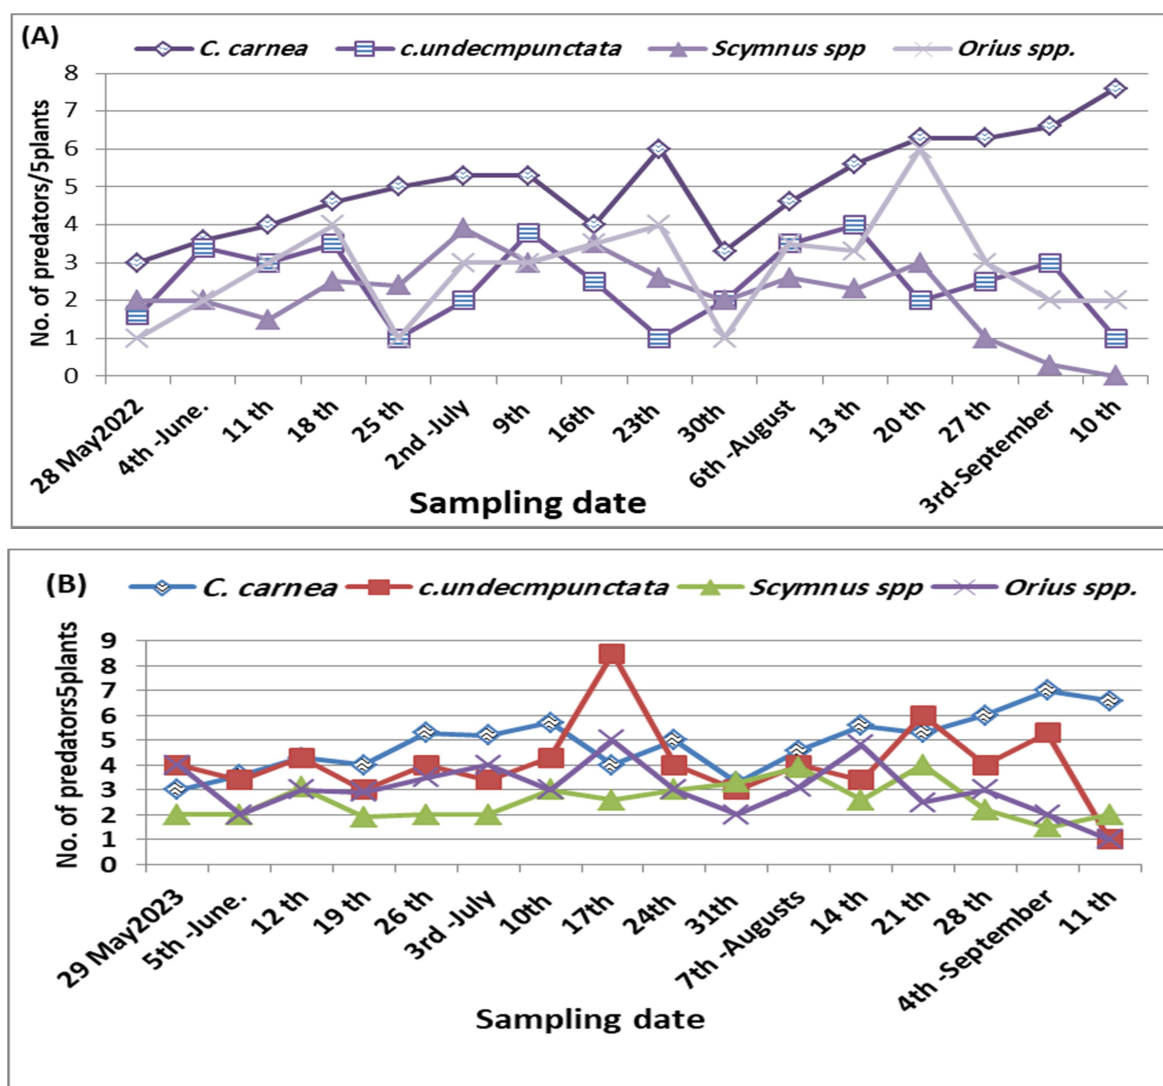 (A)
C. carnea c.undecmpunctata Scymnus spp Orius spp.
No. of predators/5plants
8
7
6
5
4
3
2
1
0
28 May2022 4th -June. 11 th 18 th 25 th 2nd -July 9th 16th 23th 30th 6th -August 13 th 20 th 27 th 3rd-September 10 th
Sampling date
(B)
C. carnea c.undecmpunctata Scymnus spp Orius spp.
No. of predators5plants
9
8
7
6
5
4
3
2
1
0
29 May2023 5th -June. 12 th 19 th 26 th 3rd -July 10th 17th 24th 31th 7th -Augusts 14 th 21 th 28 th 4th -September 11 th
Sampling date